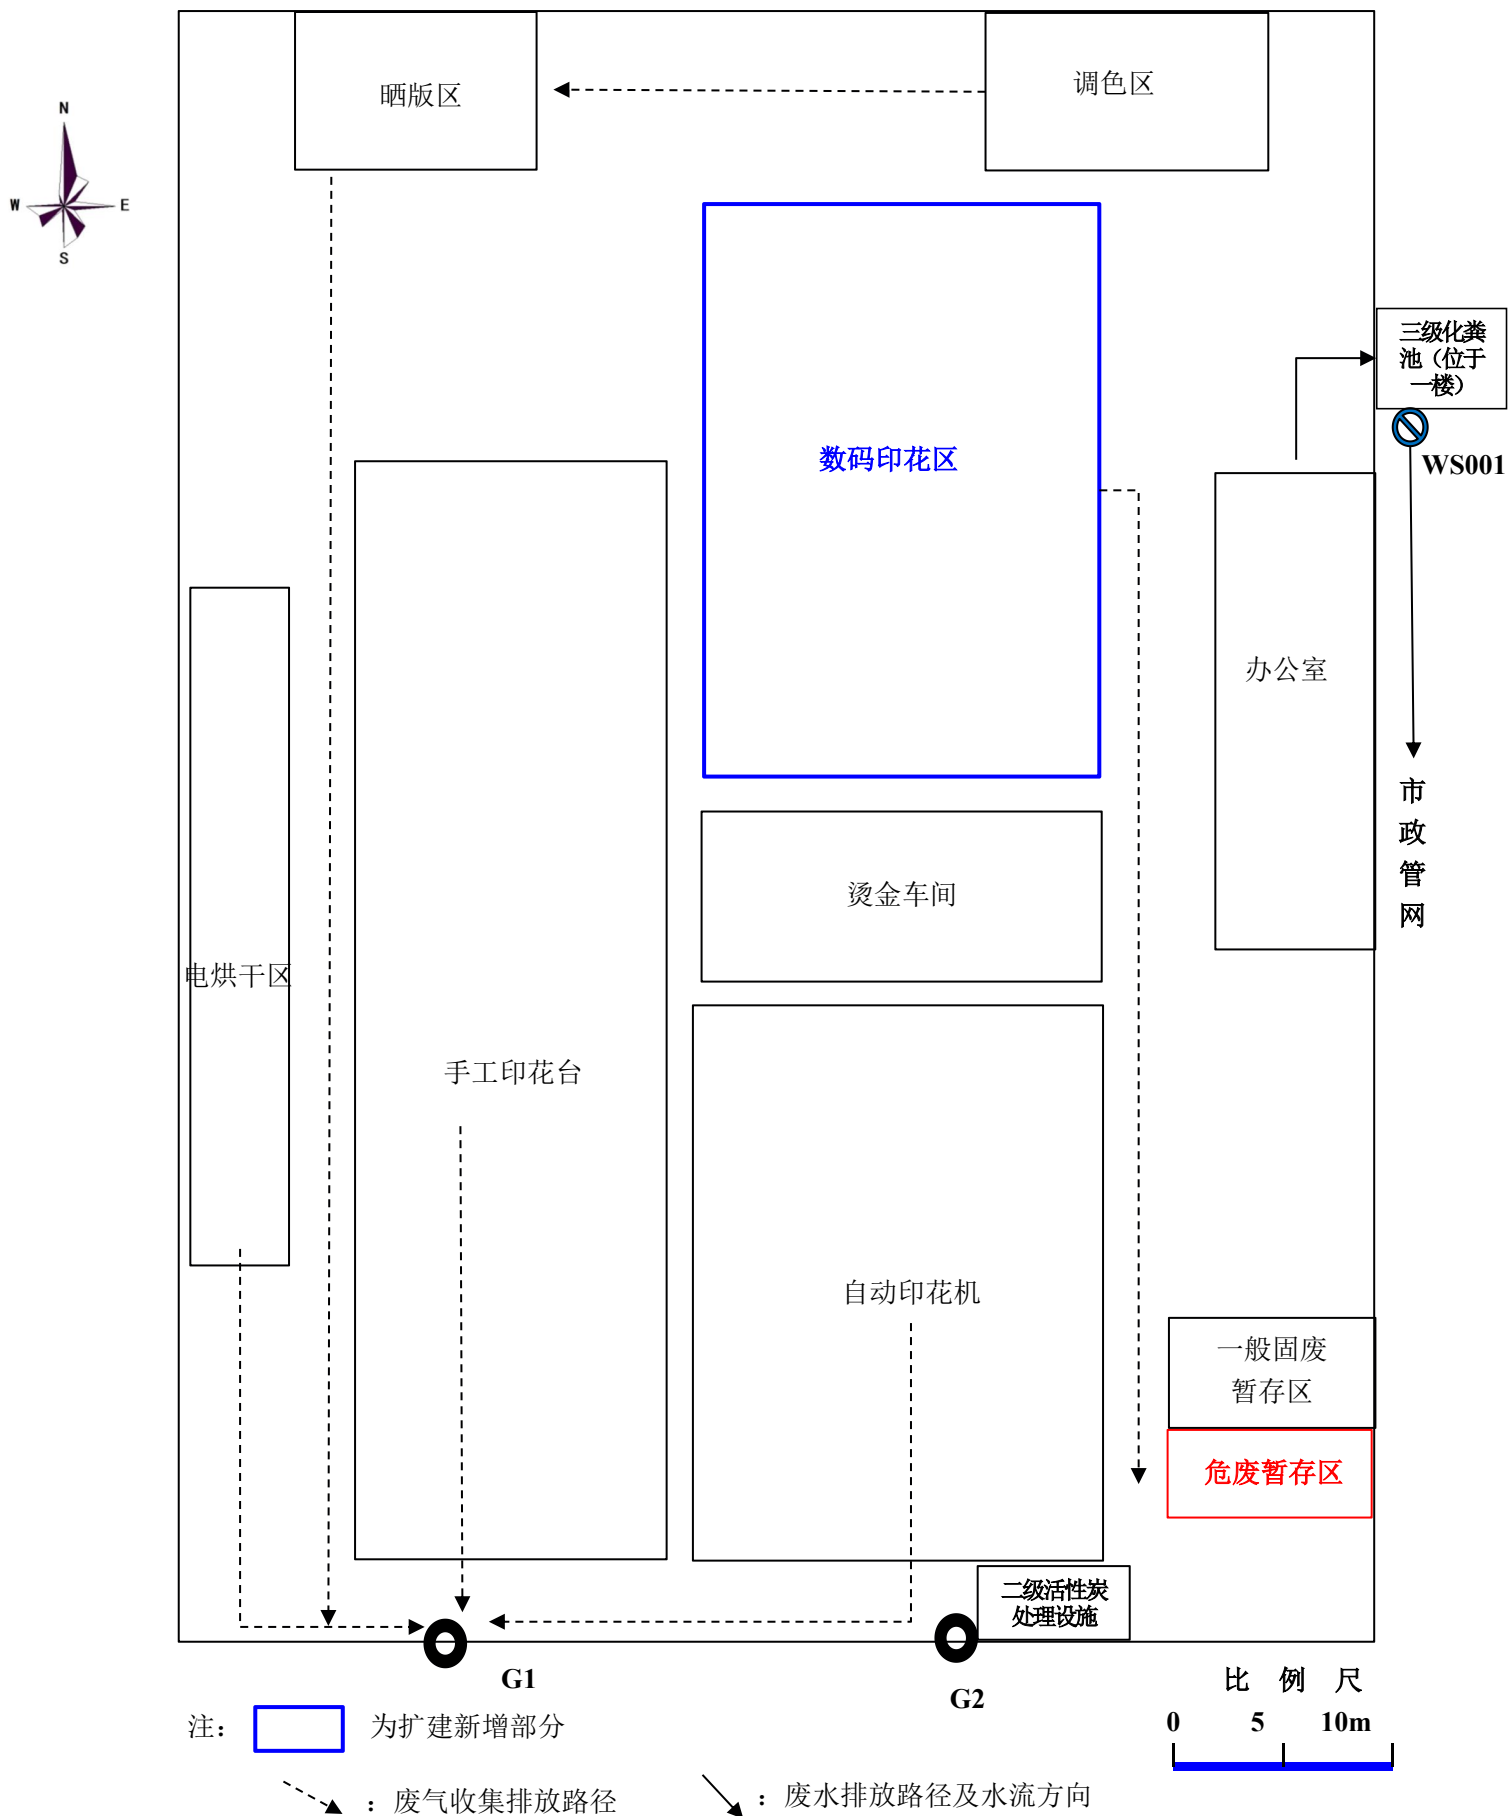 晒版区
调色区
N
W
E
S
三级化粪
池（位于
一楼）
WS001
数码印花区
办公室
市
政
管
网
烫金车间
电烘干区
手工印花台
自动印花机
一般固废
暂存区
危废暂存区
二级活性炭
处理设施
G1
G2
比 例 尺
0 5 10m
注：
为扩建新增部分
：废气收集排放路径
：废水排放路径及水流方向